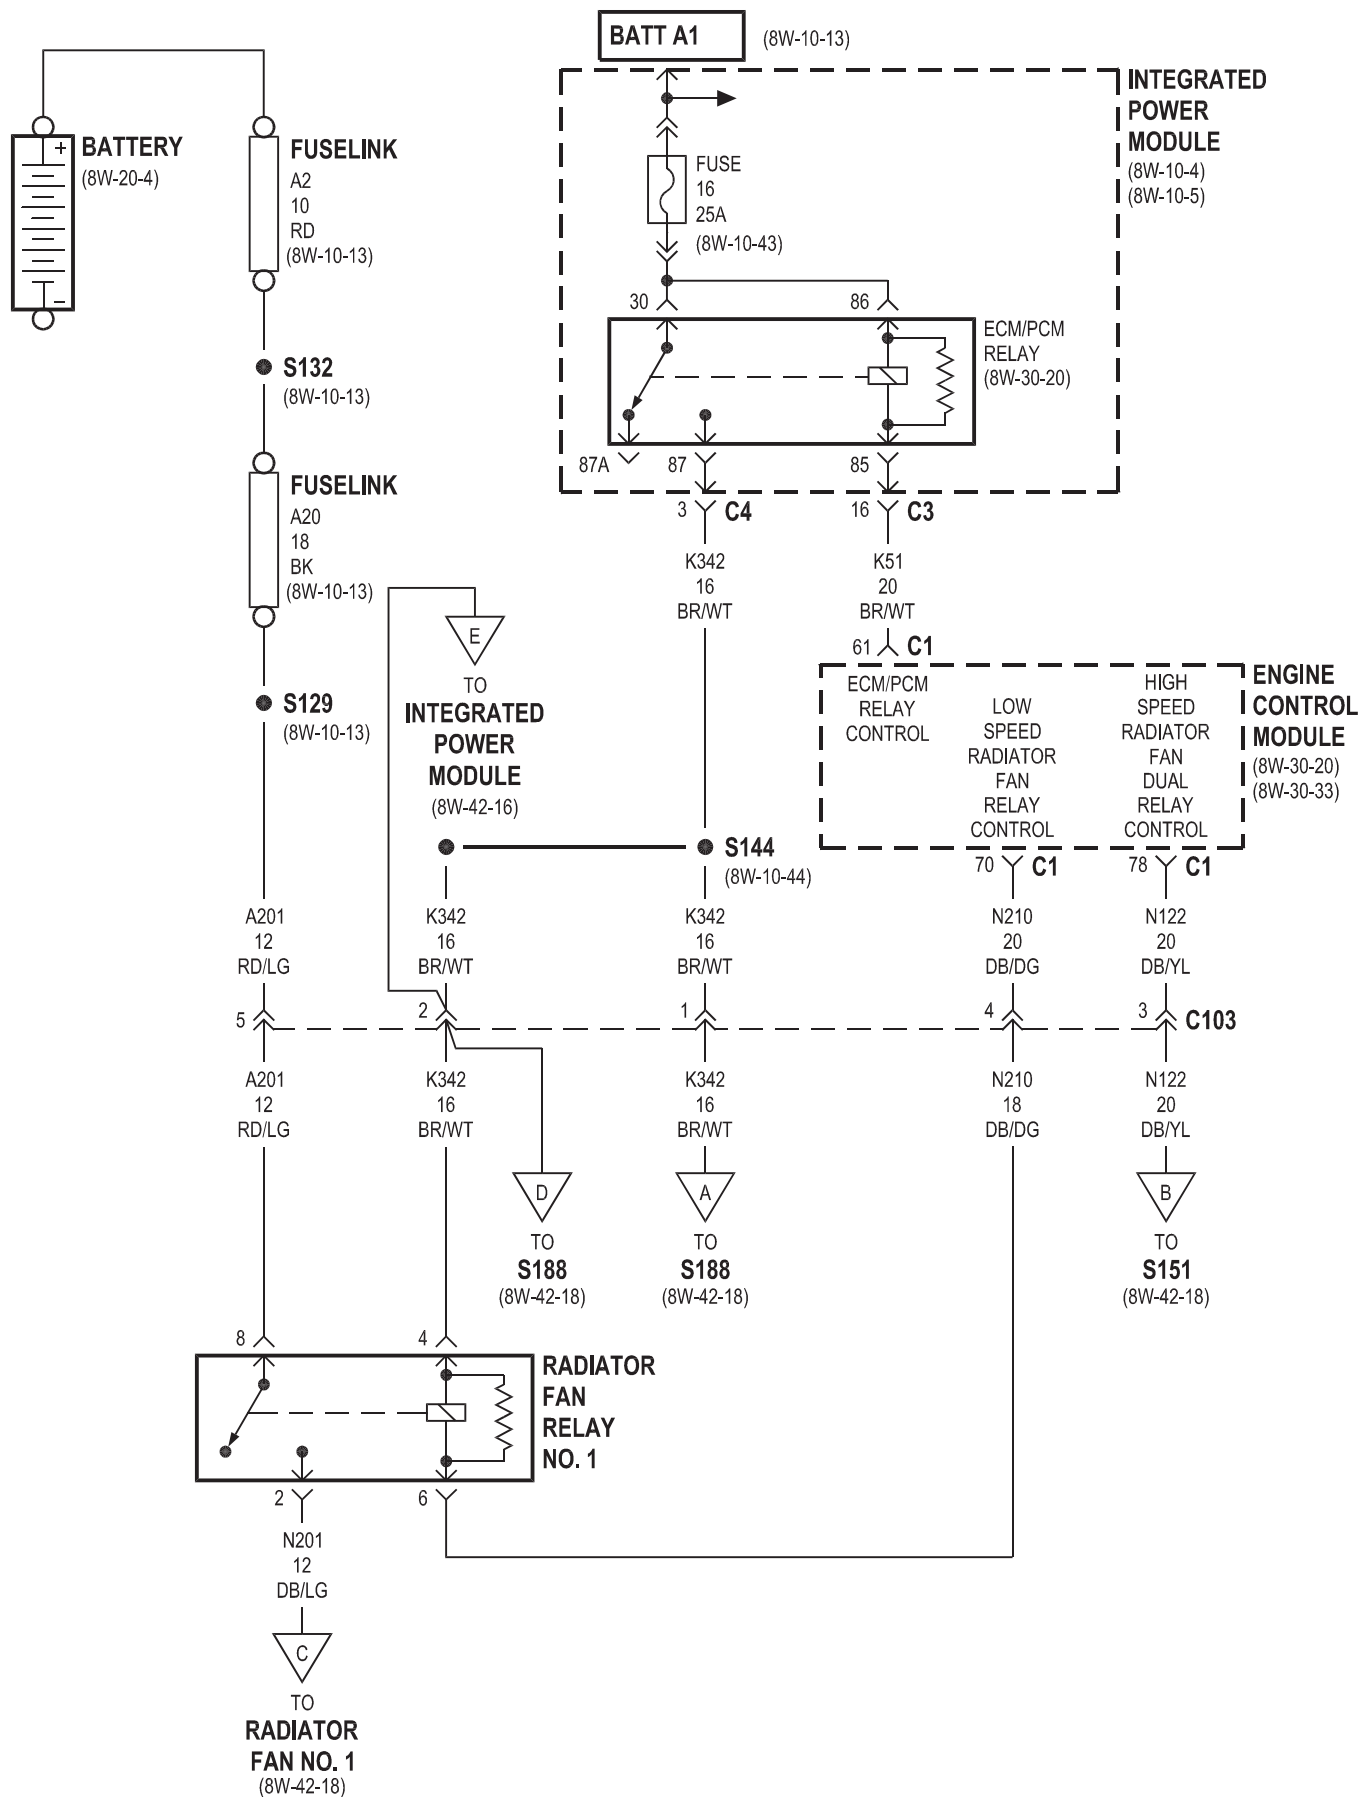 BATT A1
(8W-10-13)
INTEGRATED
POWER
MODULE
(8W-10-4)
(8W-10-5)
+
BATTERY
(8W-20-4)
–
FUSELINK
A2
10
RD
(8W-10-13)
FUSE
16
25A
(8W-10-43)
30
86
ECM/PCM
RELAY
(8W-30-20)
S132
(8W-10-13)
87A
87
85
3
C4
16
C3
FUSELINK
A20
18
BK
(8W-10-13)
K342
16
BR/WT
K51
20
BR/WT
61
C1
E
TO
INTEGRATED
POWER
MODULE
(8W-42-16)
S129
(8W-10-13)
ECM/PCM
RELAY
CONTROL
LOW
SPEED
RADIATOR
FAN
RELAY
CONTROL
HIGH
SPEED
RADIATOR
FAN
DUAL
RELAY
CONTROL
ENGINE
CONTROL
MODULE
(8W-30-20)
(8W-30-33)
S144
(8W-10-44)
70
C1
78
C1
A201
12
RD/LG
K342
16
BR/WT
K342
16
BR/WT
N210
20
DB/DG
N122
20
DB/YL
5
2
1
4
3
C103
A201
12
RD/LG
K342
16
BR/WT
K342
16
BR/WT
N210
18
DB/DG
N122
20
DB/YL
D
TO
S188
(8W-42-18)
A
TO
S188
(8W-42-18)
B
TO
S151
(8W-42-18)
8
4
RADIATOR
FAN
RELAY
NO. 1
2
6
N201
12
DB/LG
C
TO
RADIATOR
FAN NO. 1
(8W-42-18)